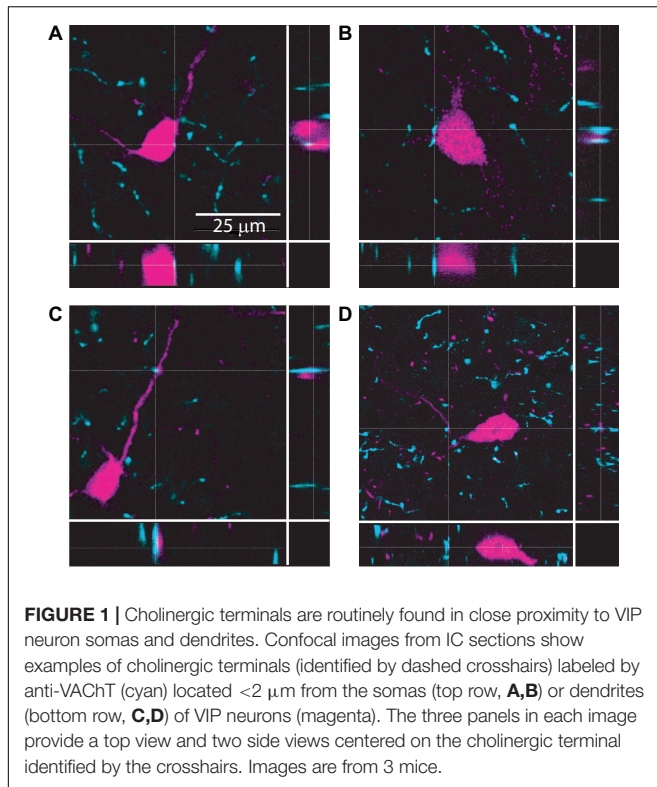 A
B
25 μm
C
D
FIGURE 1 | Cholinergic terminals are routinely found in close proximity to VIP
neuron somas and dendrites. Confocal images from IC sections show
examples of cholinergic terminals (identified by dashed crosshairs) labeled by
anti-VAChT (cyan) located <2 μm from the somas (top row, A,B) or dendrites
(bottom row, C,D) of VIP neurons (magenta). The three panels in each image
provide a top view and two side views centered on the cholinergic terminal
identified by the crosshairs. Images are from 3 mice.